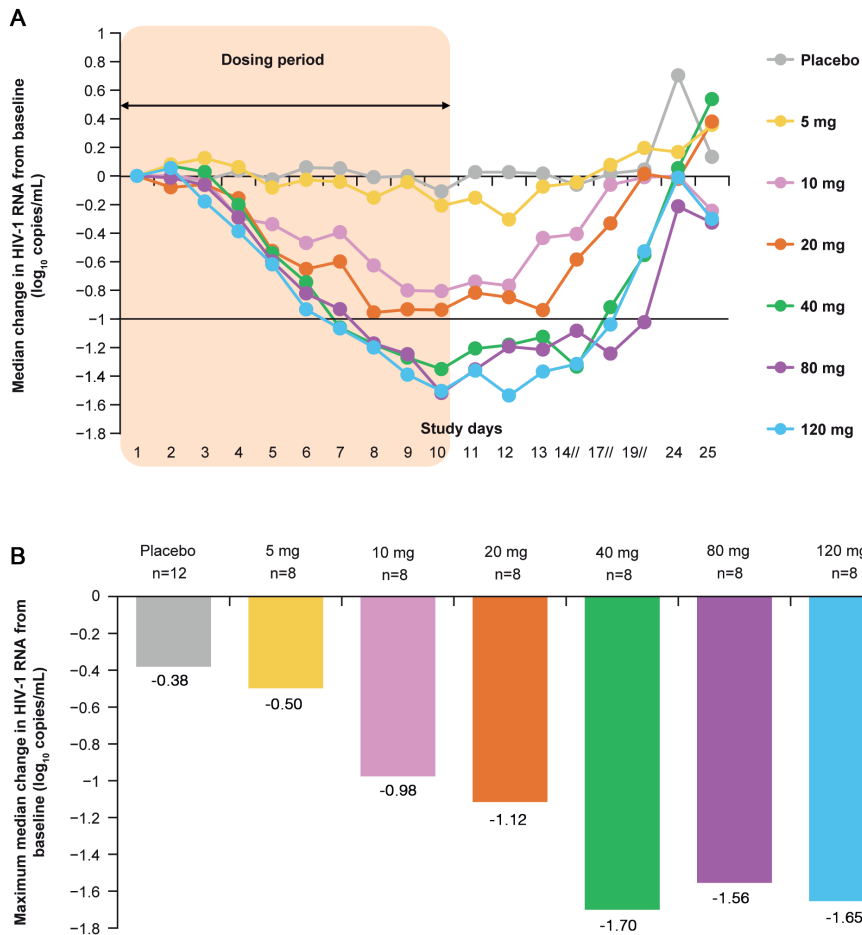 A
Dosing period
Median change in HIV-1 RNA from baseline
(log10 copies/mL)
1
0.8
0.6
0.4
0.2
0
−0.2
−0.4
−0.6
−0.8
−1
−1.2
−1.4
−1.6
−1.8
Study days
1 2 3 4 5 6 7 8 9 10 11 12 13 14// 17// 19// 24 25
Placebo
5 mg
10 mg
20 mg
40 mg
80 mg
120 mg
B
Placebo 5 mg 10 mg 20 mg 40 mg 80 mg 120 mg
n=12 n=8 n=8 n=8 n=8 n=8 n=8
Maximum median change in HIV-1 RNA from
baseline (log10 copies/mL)
0
−0.2
−0.4
−0.6
−0.8
−1
−1.2
−1.4
−1.6
−1.8
-0.38
-0.50
-0.98
-1.12
-1.70
-1.56
-1.65